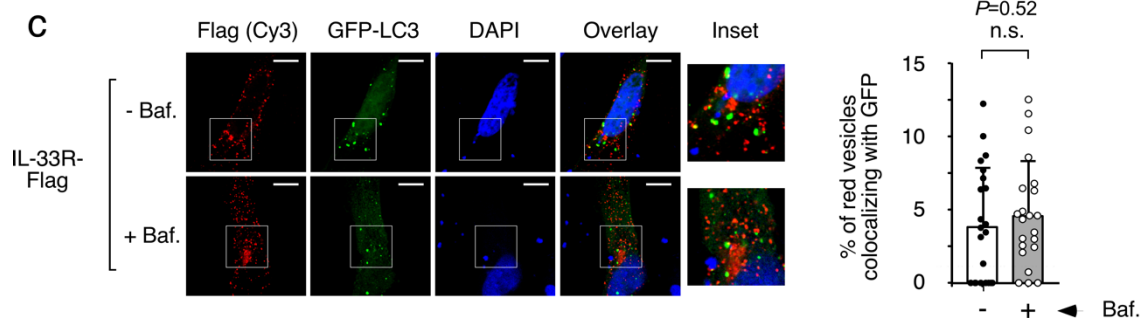 C
Flag (Cy3) GFP-LC3 DAPI Overlay Inset
- Baf.
IL-33R-
Flag
+ Baf.
P=0.52
n.s.
% of red vesicles
colocalizing with GFP
15
10
5
0
- + Baf.